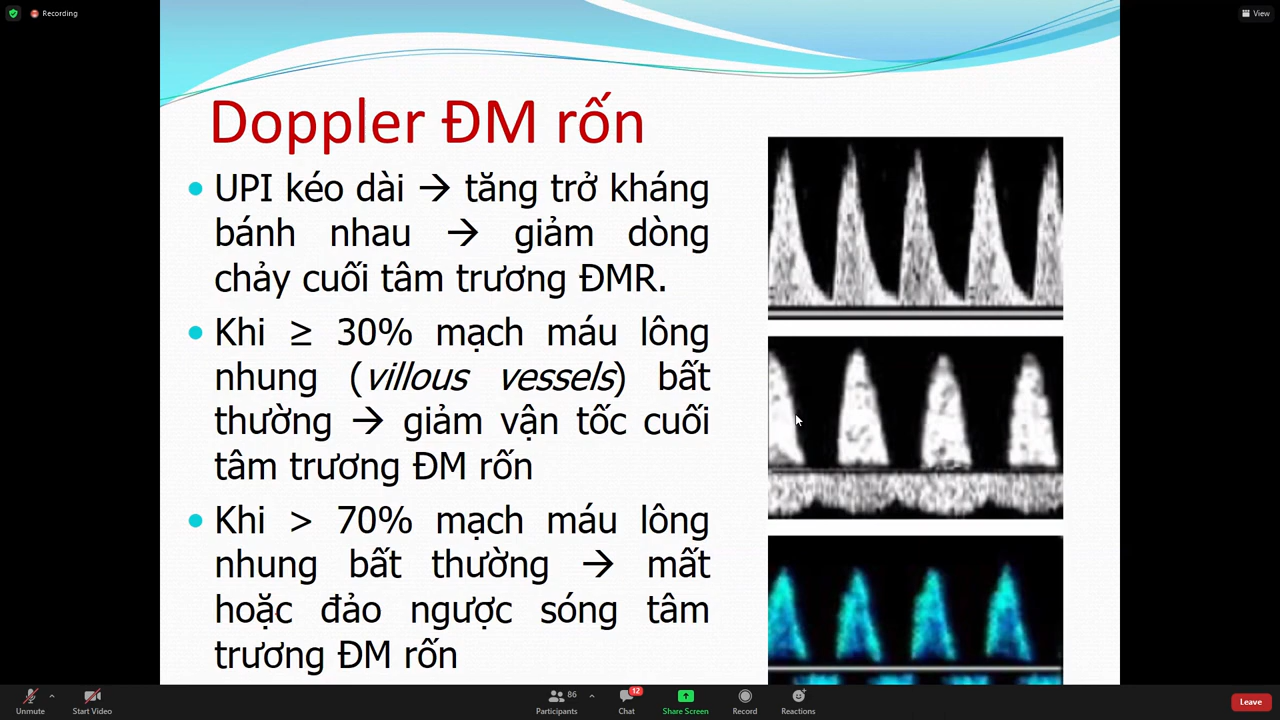 Recording
View
Doppler ĐM rốn
UPI kéo dài → tăng trở kháng
bánh nhau → giảm dòng
chảy cuối tâm trương ĐMR.
Khi ≥ 30% mạch máu lông
nhung (villous vessels) bất
thường → giảm vận tốc cuối
tâm trương ĐM rốn
Khi > 70% mạch máu lông
nhung bất thường → mất
hoặc đảo ngược sóng tâm
trương ĐM rốn
Unmute
Start Video
Participants 86
Chat 12
Share Screen
Record
Reactions
Leave